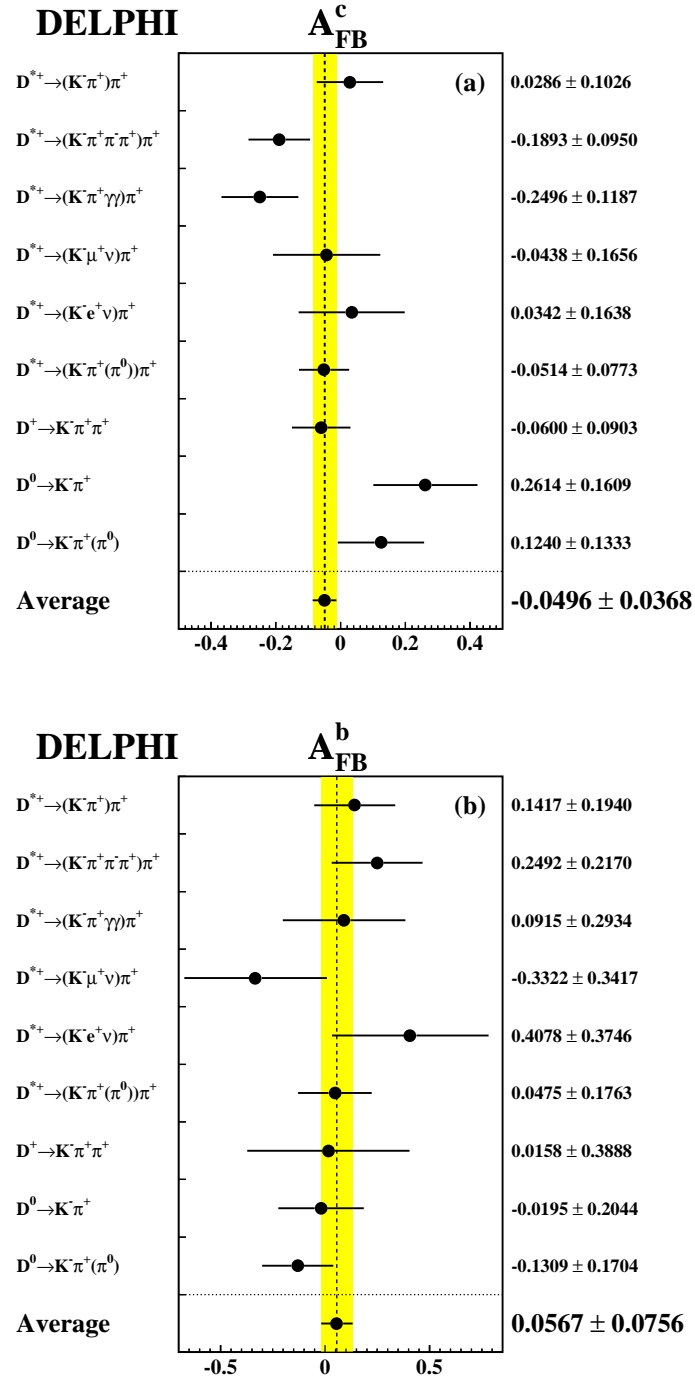 DELPHI A^c_FB
(a)
D*+→(K-π+)π+ 0.0286 ± 0.1026
D*+→(K-π+π-π+)π+ -0.1893 ± 0.0950
D*+→(K-π+γγ)π+ -0.2496 ± 0.1187
D*+→(K-μ+ν)π+ -0.0438 ± 0.1656
D*+→(K-e+ν)π+ 0.0342 ± 0.1638
D*+→(K-π+(π0))π+ -0.0514 ± 0.0773
D+→K-π+π+ -0.0600 ± 0.0903
D0→K-π+ 0.2614 ± 0.1609
D0→K-π+(π0) 0.1240 ± 0.1333
Average -0.0496 ± 0.0368
-0.4 -0.2 0 0.2 0.4
DELPHI A^b_FB
(b)
D*+→(K-π+)π+ 0.1417 ± 0.1940
D*+→(K-π+π-π+)π+ 0.2492 ± 0.2170
D*+→(K-π+γγ)π+ 0.0915 ± 0.2934
D*+→(K-μ+ν)π+ -0.3322 ± 0.3417
D*+→(K-e+ν)π+ 0.4078 ± 0.3746
D*+→(K-π+(π0))π+ 0.0475 ± 0.1763
D+→K-π+π+ 0.0158 ± 0.3888
D0→K-π+ -0.0195 ± 0.2044
D0→K-π+(π0) -0.1309 ± 0.1704
Average 0.0567 ± 0.0756
-0.5 0 0.5